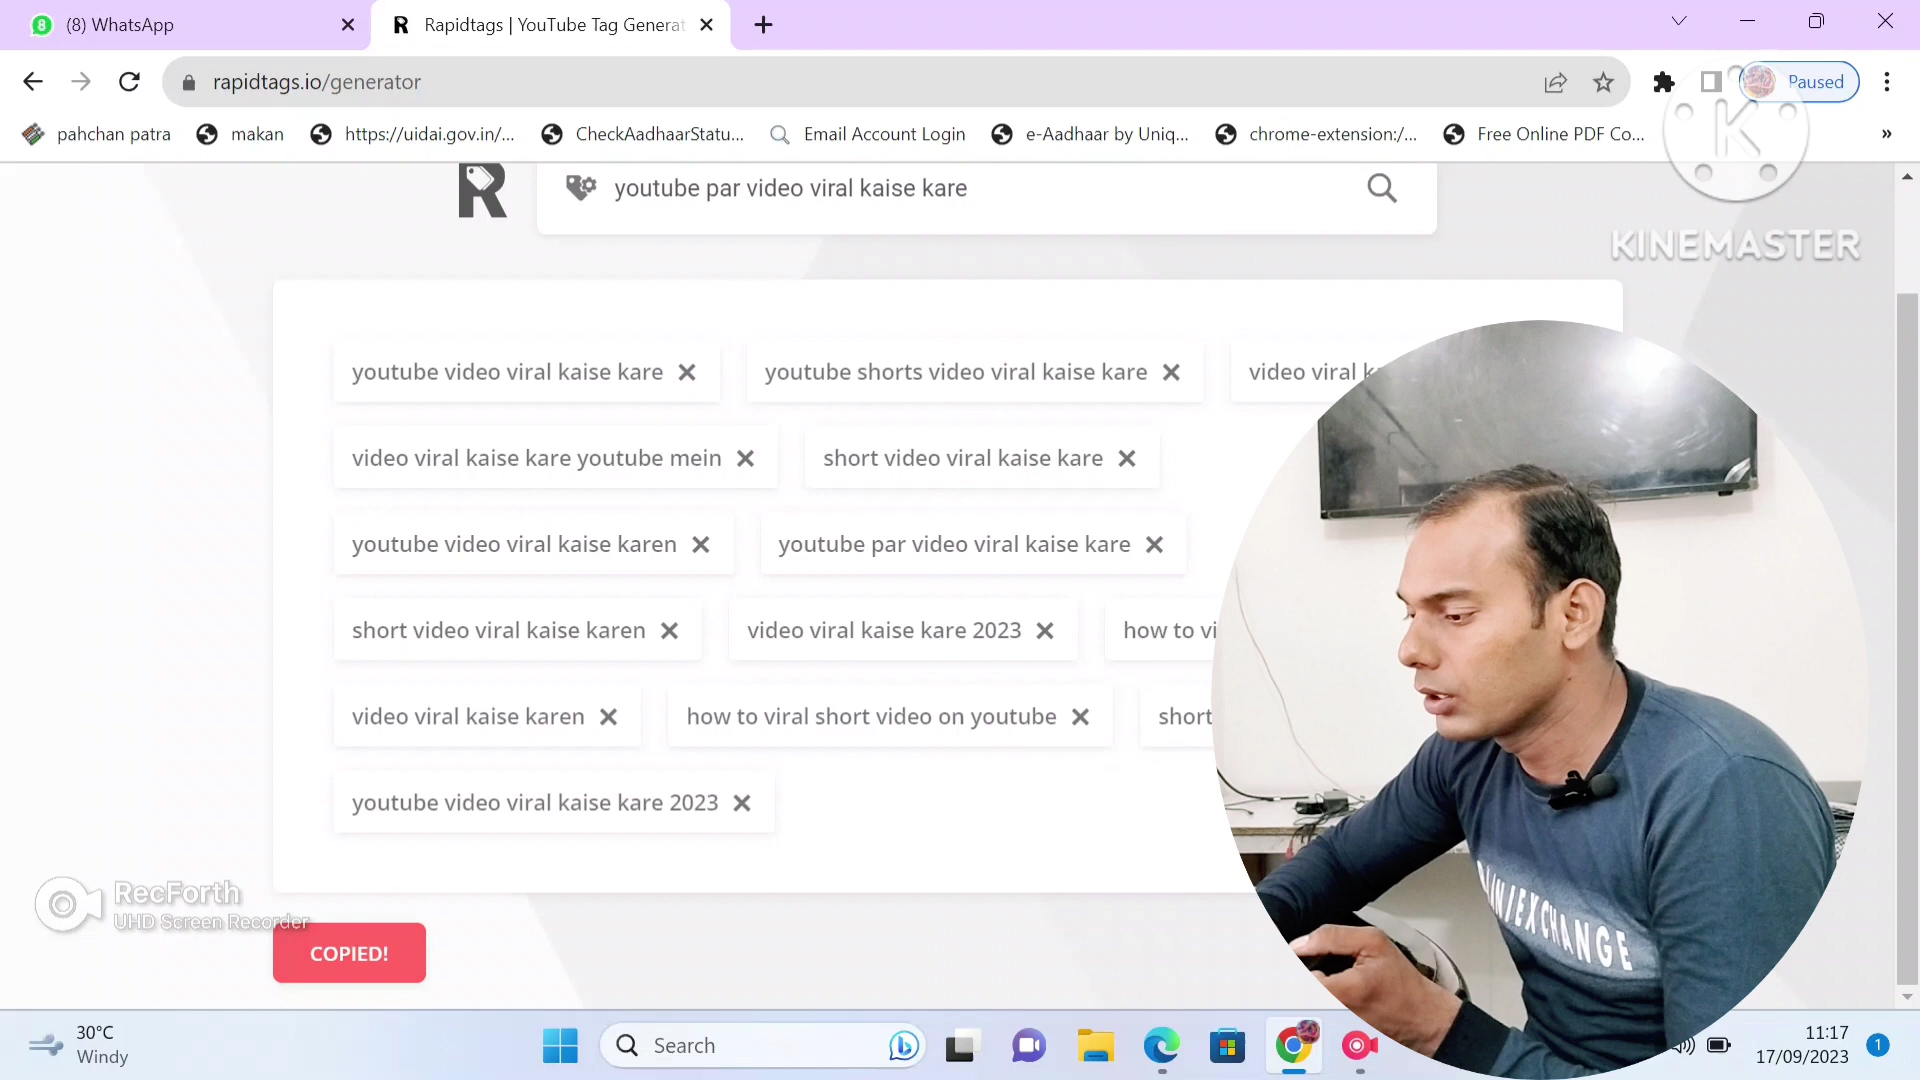 (8) WhatsApp
Rapidtags | YouTube Tag Generat
rapidtags.io/generator
Paused
pahchan patra
makan
https://uidai.gov.in/...
CheckAadhaarStatu...
Email Account Login
e-Aadhaar by Uniq...
chrome-extension:/...
Free Online PDF Co...
»
K
KINEMASTER
R
youtube par video viral kaise kare
youtube video viral kaise kare
youtube shorts video viral kaise kare
video viral
video viral kaise kare youtube mein
short video viral kaise kare
youtube video viral kaise karen
youtube par video viral kaise kare
short video viral kaise karen
video viral kaise kare 2023
how to vi
video viral kaise karen
how to viral short video on youtube
short
youtube video viral kaise kare 2023
RecForth
UHD Screen Recorder
COPIED!
EXCHANGE
30°C
Windy
Search
11:17
17/09/2023
1